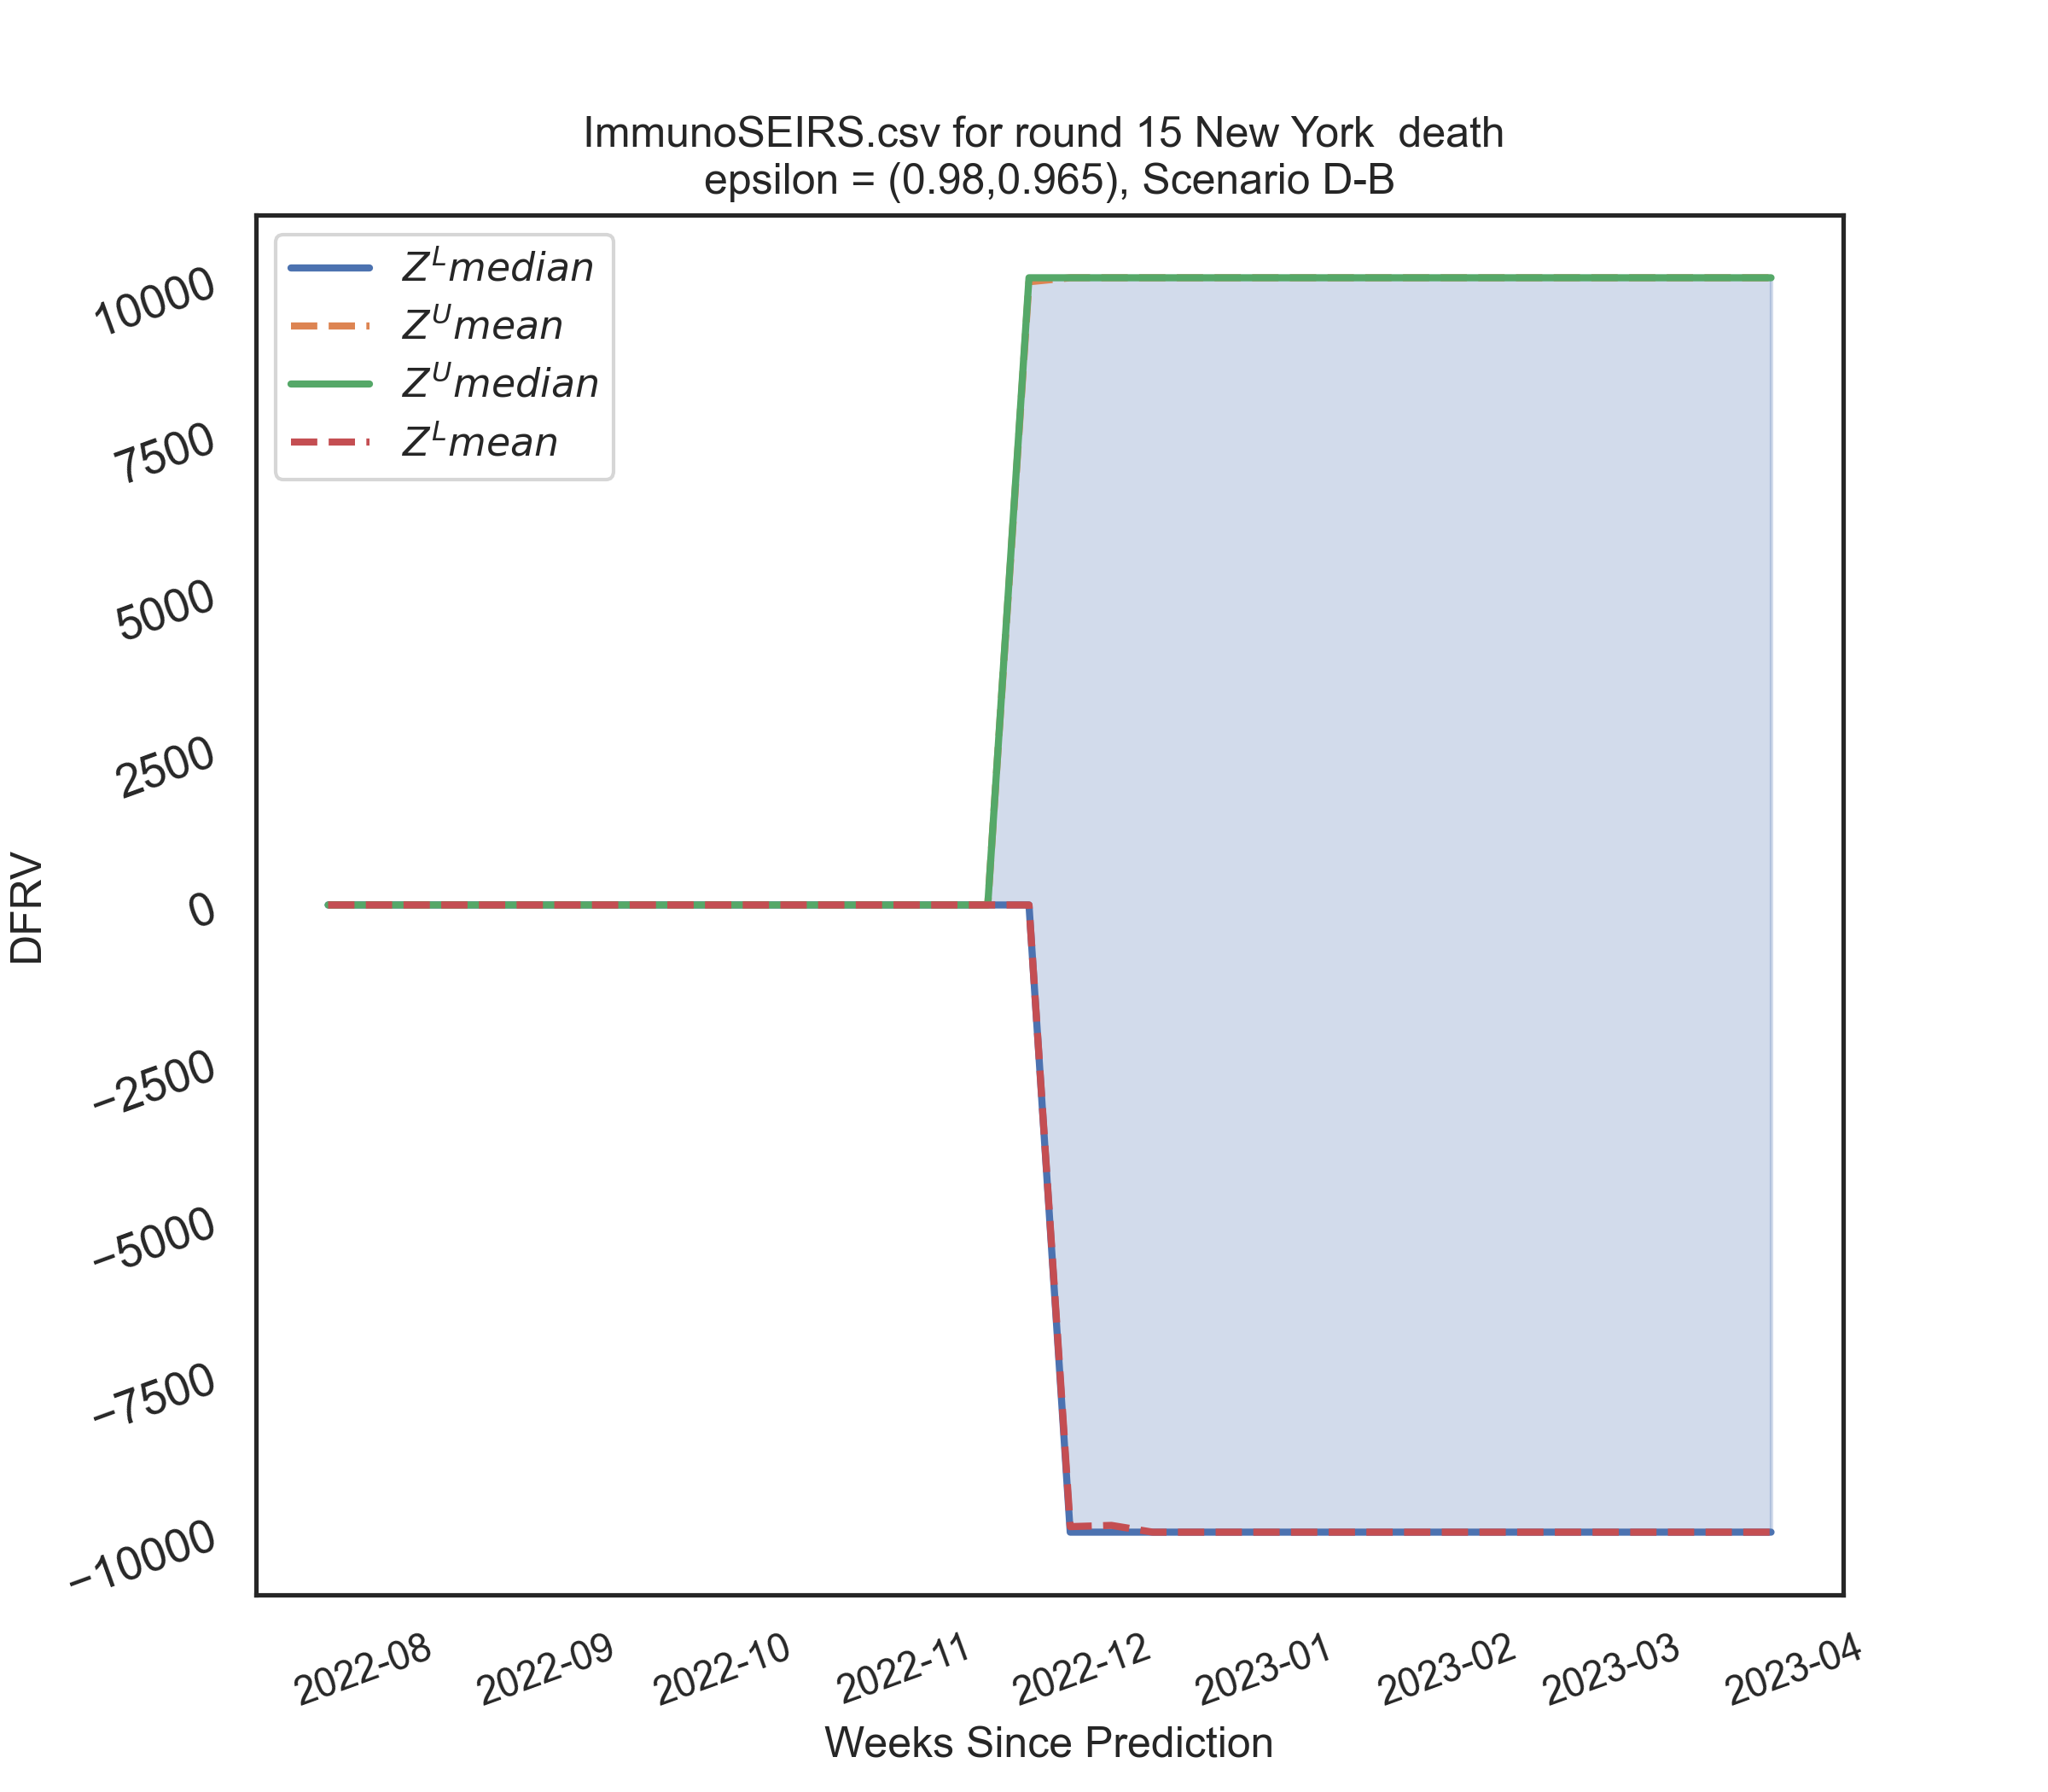 ImmunoSEIRS.csv for round 15 New York  death
epsilon = (0.98,0.965), Scenario D-B
Z^L median
Z^U mean
Z^U median
Z^L mean
10000
7500
5000
2500
0
−2500
−5000
−7500
−10000
DFRV
2022-08
2022-09
2022-10
2022-11
2022-12
2023-01
2023-02
2023-03
2023-04
Weeks Since Prediction